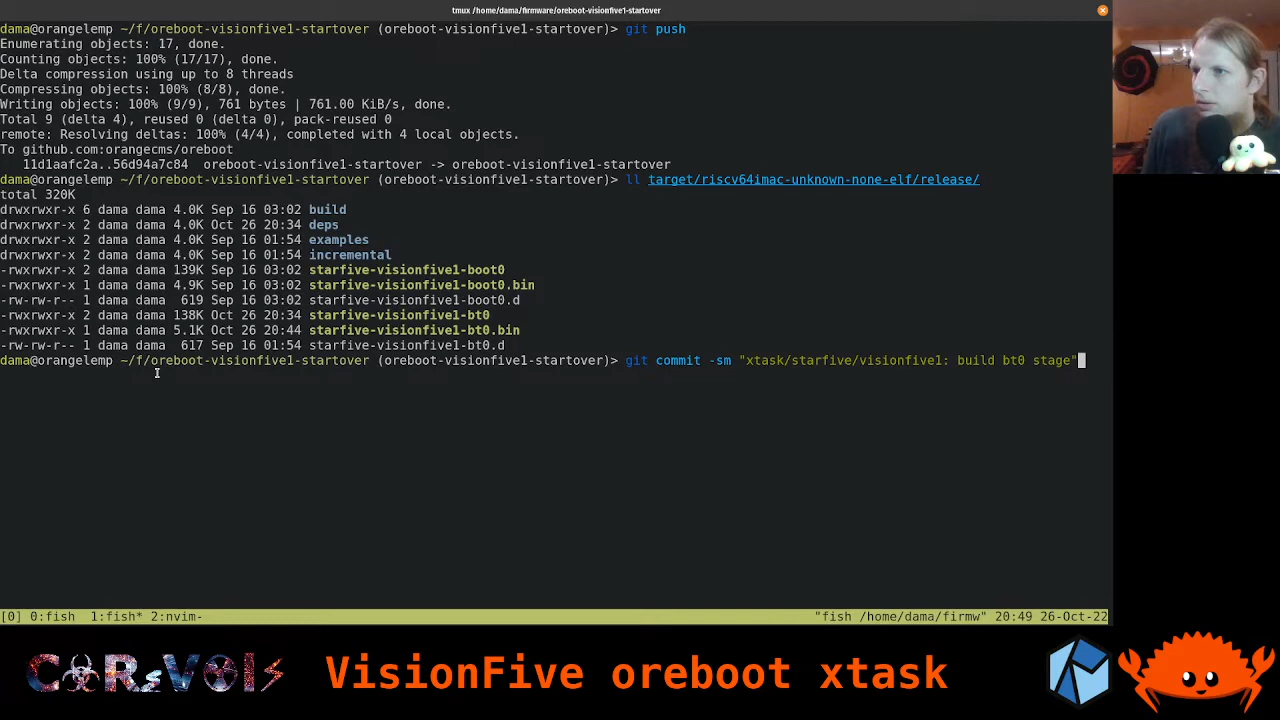 tmux /home/dama/firmware/oreboot-visionfive1-startover
dama@orangelemp ~/f/oreboot-visionfive1-startover (oreboot-visionfive1-startover)> git push
Enumerating objects: 17, done.
Counting objects: 100% (17/17), done.
Delta compression using up to 8 threads
Compressing objects: 100% (8/8), done.
Writing objects: 100% (9/9), 761 bytes | 761.00 KiB/s, done.
Total 9 (delta 4), reused 0 (delta 0), pack-reused 0
remote: Resolving deltas: 100% (4/4), completed with 4 local objects.
To github.com:orangecms/oreboot
   11d1aafc2a..56d94a7c84  oreboot-visionfive1-startover -> oreboot-visionfive1-startover
dama@orangelemp ~/f/oreboot-visionfive1-startover (oreboot-visionfive1-startover)> ll target/riscv64imac-unknown-none-elf/release/
total 320K
drwxrwxr-x 6 dama dama 4.0K Sep 16 03:02 build
drwxrwxr-x 2 dama dama 4.0K Oct 26 20:34 deps
drwxrwxr-x 2 dama dama 4.0K Sep 16 01:54 examples
drwxrwxr-x 2 dama dama 4.0K Sep 16 01:54 incremental
-rwxrwxr-x 2 dama dama 139K Sep 16 03:02 starfive-visionfive1-boot0
-rwxrwxr-x 1 dama dama 4.9K Sep 16 03:02 starfive-visionfive1-boot0.bin
-rw-rw-r-- 1 dama dama  619 Sep 16 03:02 starfive-visionfive1-boot0.d
-rwxrwxr-x 2 dama dama 138K Oct 26 20:34 starfive-visionfive1-bt0
-rwxrwxr-x 1 dama dama 5.1K Oct 26 20:44 starfive-visionfive1-bt0.bin
-rw-rw-r-- 1 dama dama  617 Sep 16 01:54 starfive-visionfive1-bt0.d
dama@orangelemp ~/f/oreboot-visionfive1-startover (oreboot-visionfive1-startover)> git commit -sm "xtask/starfive/visionfive1: build bt0 stage"
[0] 0:fish  1:fish* 2:nvim-  "fish /home/dama/firmw" 20:49 26-Oct-22
VisionFive oreboot xtask